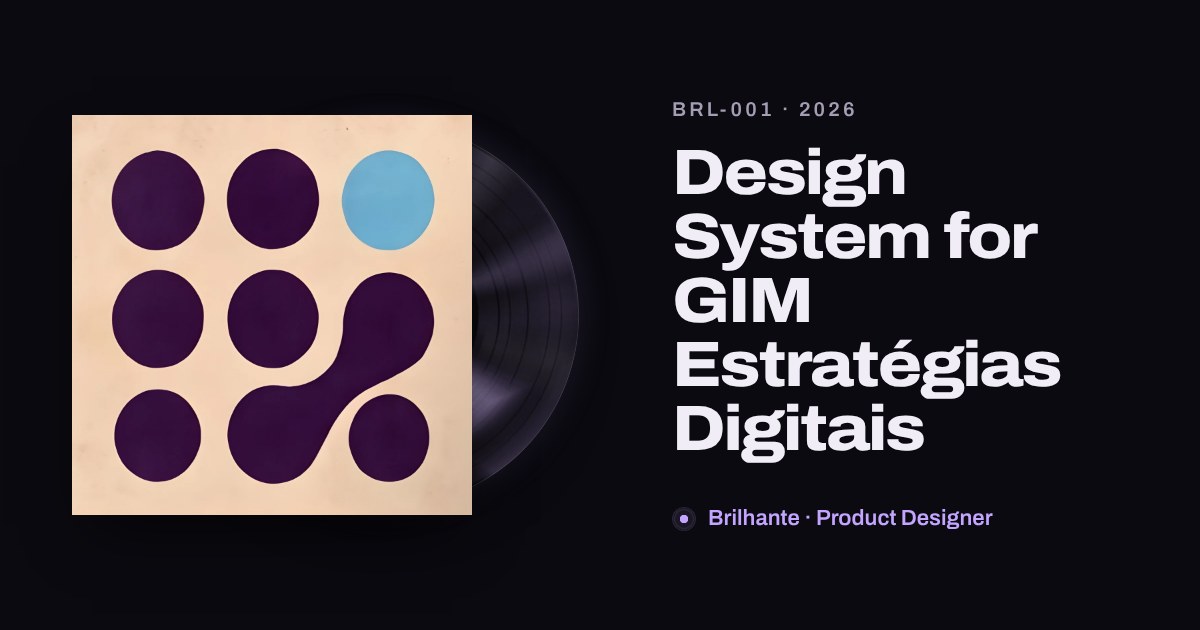 BRL-001 · 2026
Design
System for
GIM
Estratégias
Digitais
Brilhante · Product Designer